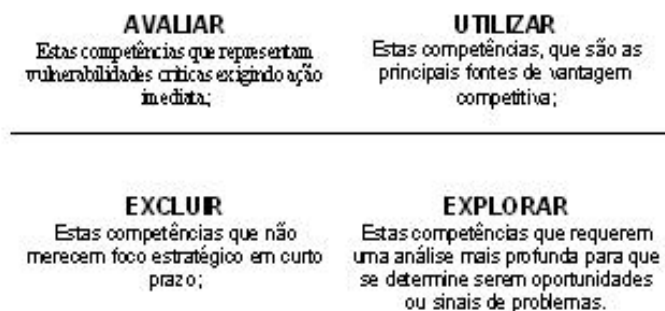 AVALIAR
Estas competências que representam
vulnerabilidades críticas exigindo ação
imediata;
UTILIZAR
Estas competências, que são as
principais fontes de vantagem
competitiva;
EXCLUIR
Estas competências que não
merecem foco estratégico em curto
prazo;
EXPLORAR
Estas competências que requerem
uma análise mais profunda para que
se determine serem oportunidades
ou sinais de problemas.